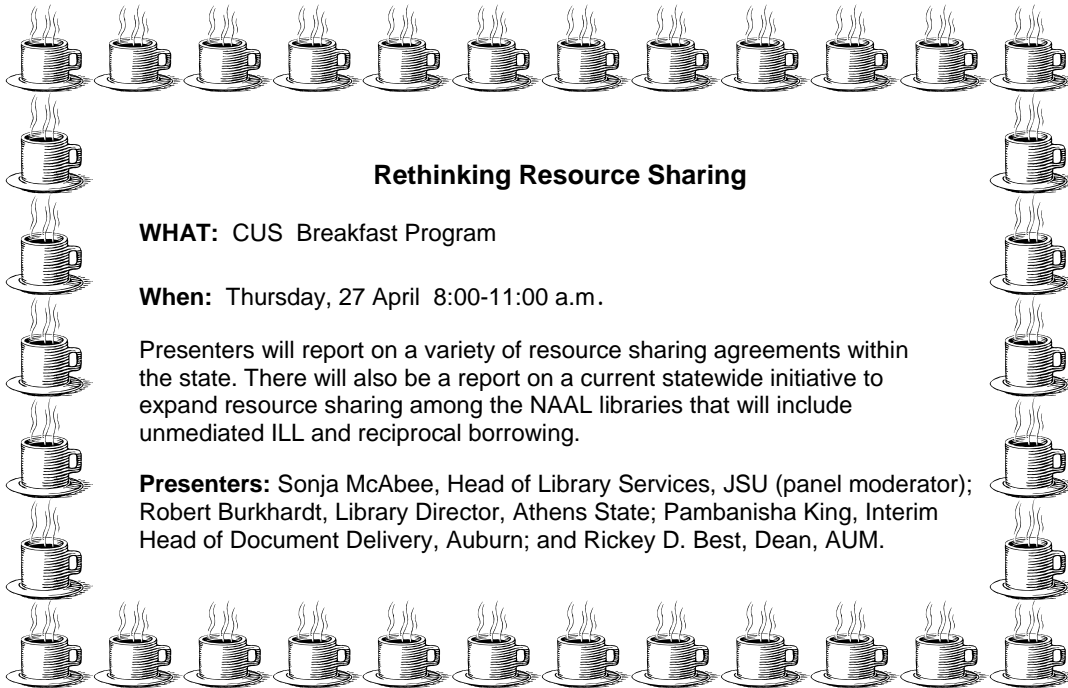 Rethinking Resource Sharing
WHAT: CUS Breakfast Program
When: Thursday, 27 April 8:00-11:00 a.m.
Presenters will report on a variety of resource sharing agreements within
the state. There will also be a report on a current statewide initiative to
expand resource sharing among the NAAL libraries that will include
unmediated ILL and reciprocal borrowing.
Presenters: Sonja McAbee, Head of Library Services, JSU (panel moderator);
Robert Burkhardt, Library Director, Athens State; Pambanisha King, Interim
Head of Document Delivery, Auburn; and Rickey D. Best, Dean, AUM.